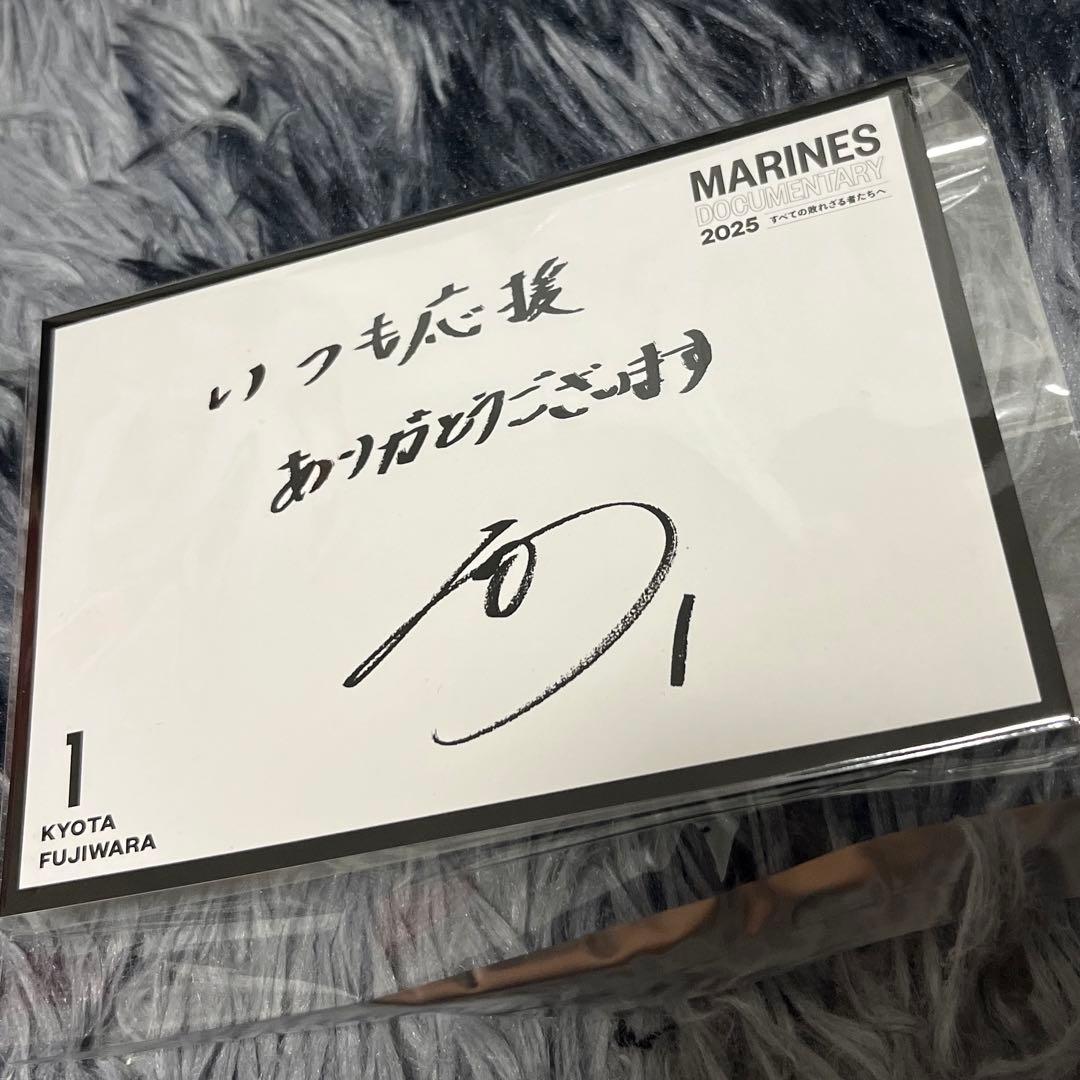 MARINES
DOCUMENTARY
2025 すべての敗れざる者たちへ
いつも応援
ありがとうございます
1
1
KYOTA
FUJIWARA